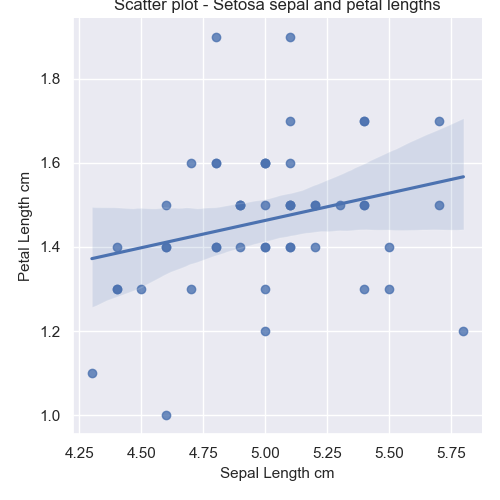 Scatter plot - Setosa sepal and petal lengths
1.8
1.6
1.4
1.2
1.0
Petal Length cm
4.25 4.50 4.75 5.00 5.25 5.50 5.75
Sepal Length cm